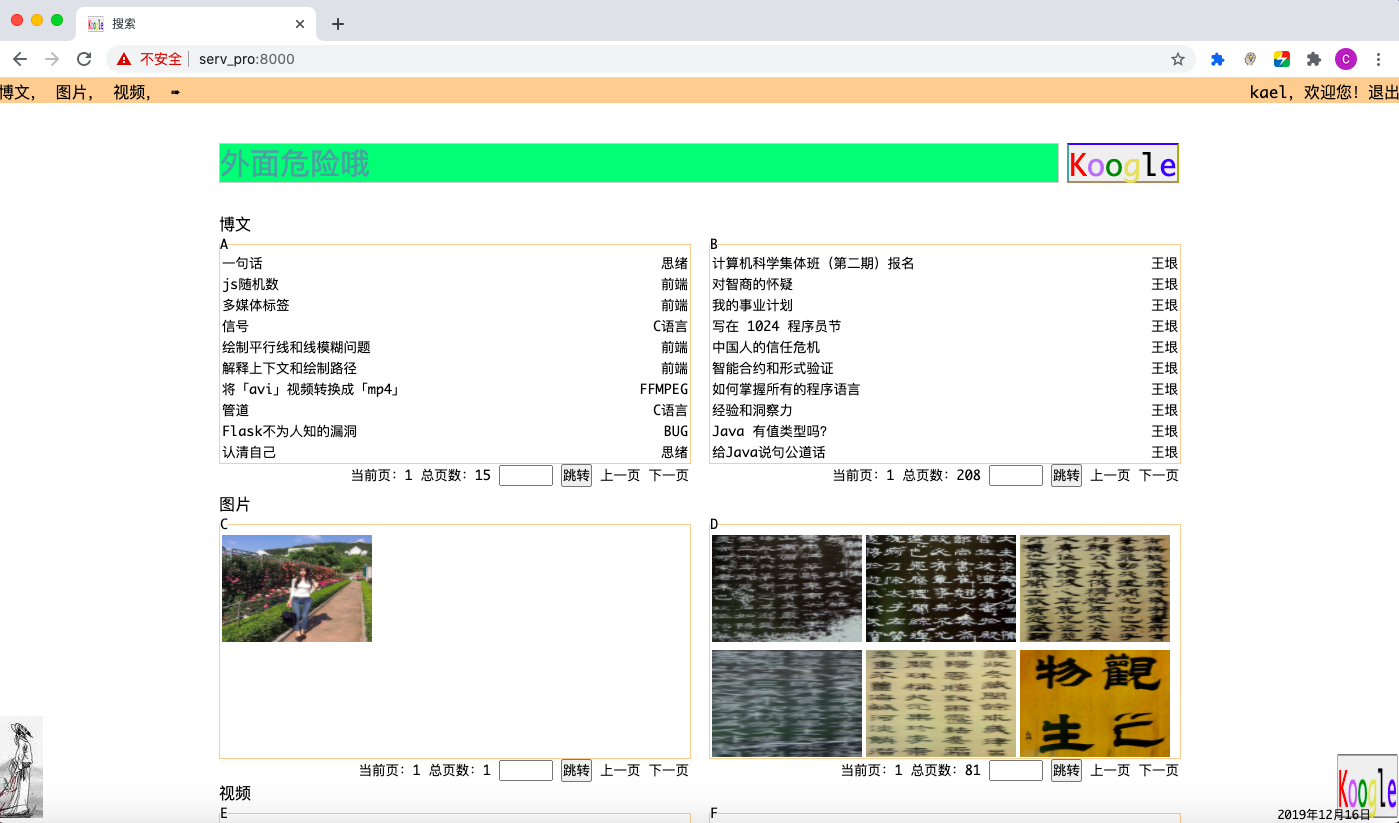 Koogle 搜索
不安全 serv_pro:8000
C
博文, 图片, 视频, ➡ kael, 欢迎您! 退出
外面危险哦 Koogle
博文
A
一句话 思绪
js随机数 前端
多媒体标签 前端
信号 C语言
绘制平行线和线模糊问题 前端
解释上下文和绘制路径 前端
将「avi」视频转换成「mp4」 FFMPEG
管道 C语言
Flask不为人知的漏洞 BUG
认清自己 思绪
当前页: 1 总页数: 15 跳转 上一页 下一页
B
计算机科学集体班（第二期）报名 王垠
对智商的怀疑 王垠
我的事业计划 王垠
写在 1024 程序员节 王垠
中国人的信任危机 王垠
智能合约和形式验证 王垠
如何掌握所有的程序语言 王垠
经验和洞察力 王垠
Java 有值类型吗? 王垠
给Java说句公道话 王垠
当前页: 1 总页数: 208 跳转 上一页 下一页
图片
C
当前页: 1 总页数: 1 跳转 上一页 下一页
D
物觀
生亡
当前页: 1 总页数: 81 跳转 上一页 下一页
视频
E
F
Koogle
2019年12月16日